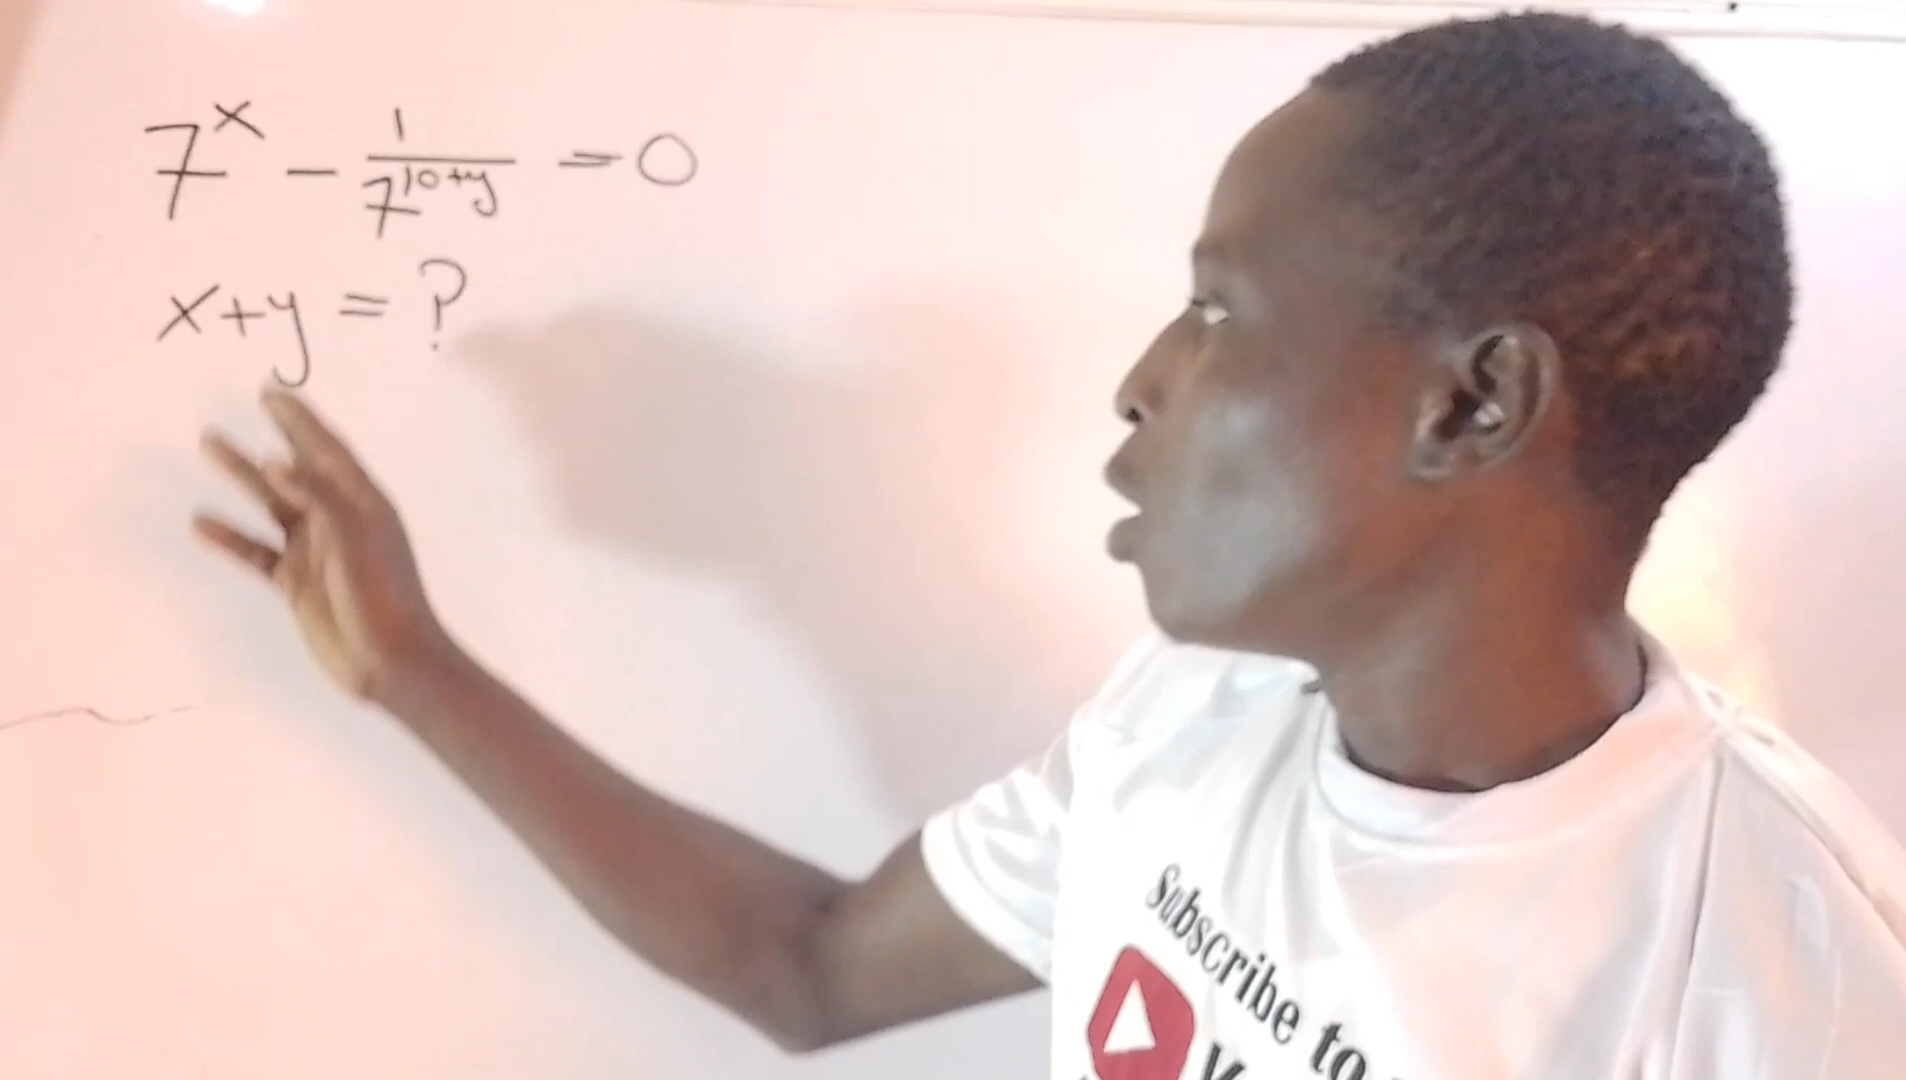 7^x - 1/7^(10+y) = 0
x+y = ?
Subscribe to